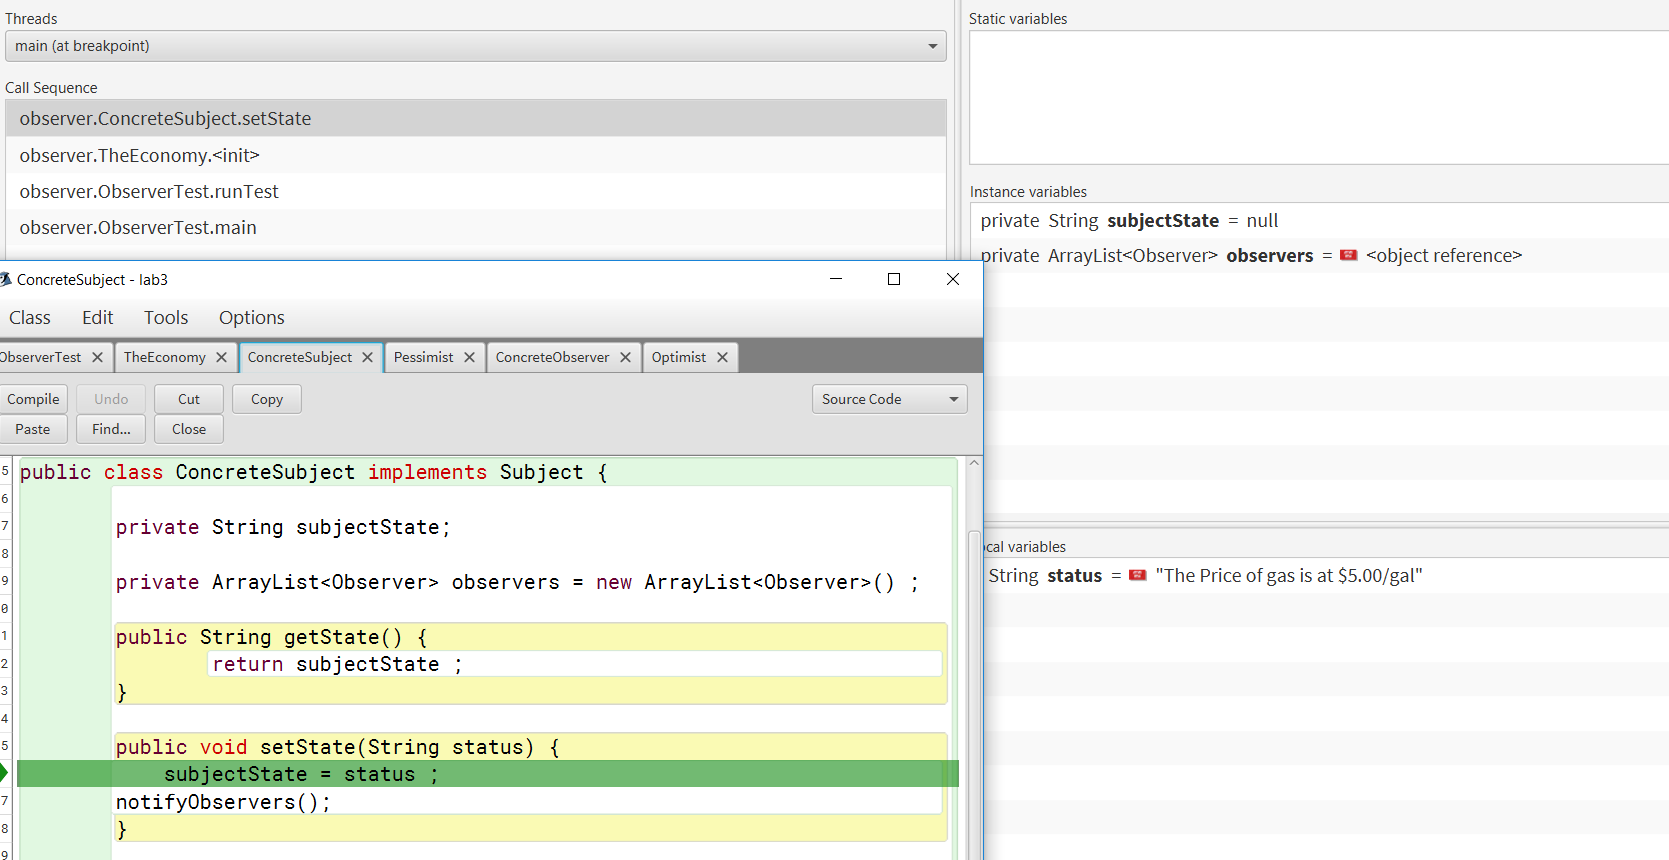 Threads
main (at breakpoint)
Call Sequence
observer.ConcreteSubject.setState
observer.TheEconomy.<init>
observer.ObserverTest.runTest
observer.ObserverTest.main
Static variables
Instance variables
private String subjectState = null
private ArrayList<Observer> observers = <object reference>
ocal variables
String status = "The Price of gas is at $5.00/gal"
ConcreteSubject - lab3
Class Edit Tools Options
ObserverTest TheEconomy ConcreteSubject Pessimist ConcreteObserver Optimist
Compile Undo Cut Copy Source Code
Paste Find... Close
5 public class ConcreteSubject implements Subject {
6
7 private String subjectState;
8
9 private ArrayList<Observer> observers = new ArrayList<Observer>() ;
0
1 public String getState() {
2 return subjectState ;
3 }
4
5 public void setState(String status) {
subjectState = status ;
7 notifyObservers();
8 }
9